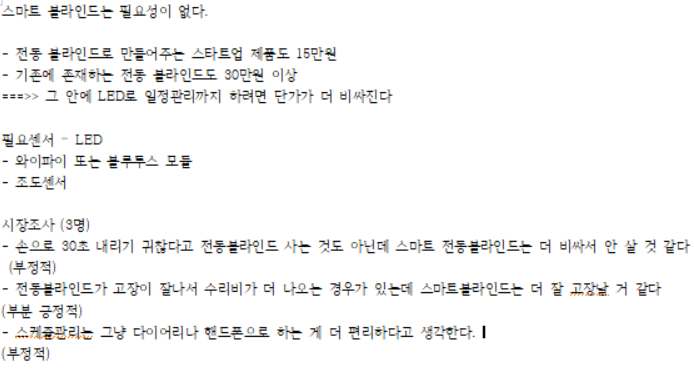 스마트 블라인드는 필요성이 없다.
- 전동 블라인드로 만들어주는 스타트업 제품도 15만원
- 기존에 존재하는 전동 블라인드도 30만원 이상
===>> 그 안에 LED로 일정관리까지 하려면 단가가 더 비싸진다
필요센서 - LED
- 와이파이 또는 블루투스 모듈
- 조도센서
시장조사 (3명)
- 손으로 30초 내리기 귀찮다고 전동블라인드 사는 것도 아닌데 스마트 전동블라인드는 더 비싸서 안 살 것 같다
(부정적)
- 전동블라인드가 고장이 잘나서 수리비가 더 나오는 경우가 있는데 스마트블라인드는 더 잘 고장날 거 같다
(부분 긍정적)
- 스케쥴관리는 그냥 다이어리나 핸드폰으로 하는 게 더 편리하다고 생각한다.
(부정적)